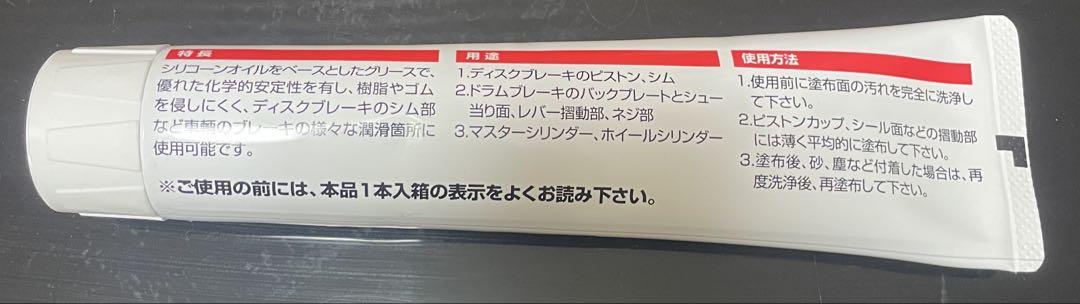 特長
シリコーンオイルをベースとしたグリースで、
優れた化学的安定性を有し、樹脂やゴム
を侵しにくく、ディスクブレーキのシム部
など車輌のブレーキの様々な潤滑箇所に
使用可能です。
用途
1.ディスクブレーキのピストン、シム
2.ドラムブレーキのバックプレートとシュー
当り面、レバー摺動部、ネジ部
3.マスターシリンダー、ホイールシリンダー
使用方法
1.使用前に塗布面の汚れを完全に洗浄し
て下さい。
2.ピストンカップ、シール面などの摺動部
には薄く平均的に塗布して下さい。
3.塗布後、砂、塵など付着した場合は、再
度洗浄後、再塗布して下さい。
※ご使用の前には、本品1本入箱の表示をよくお読み下さい。